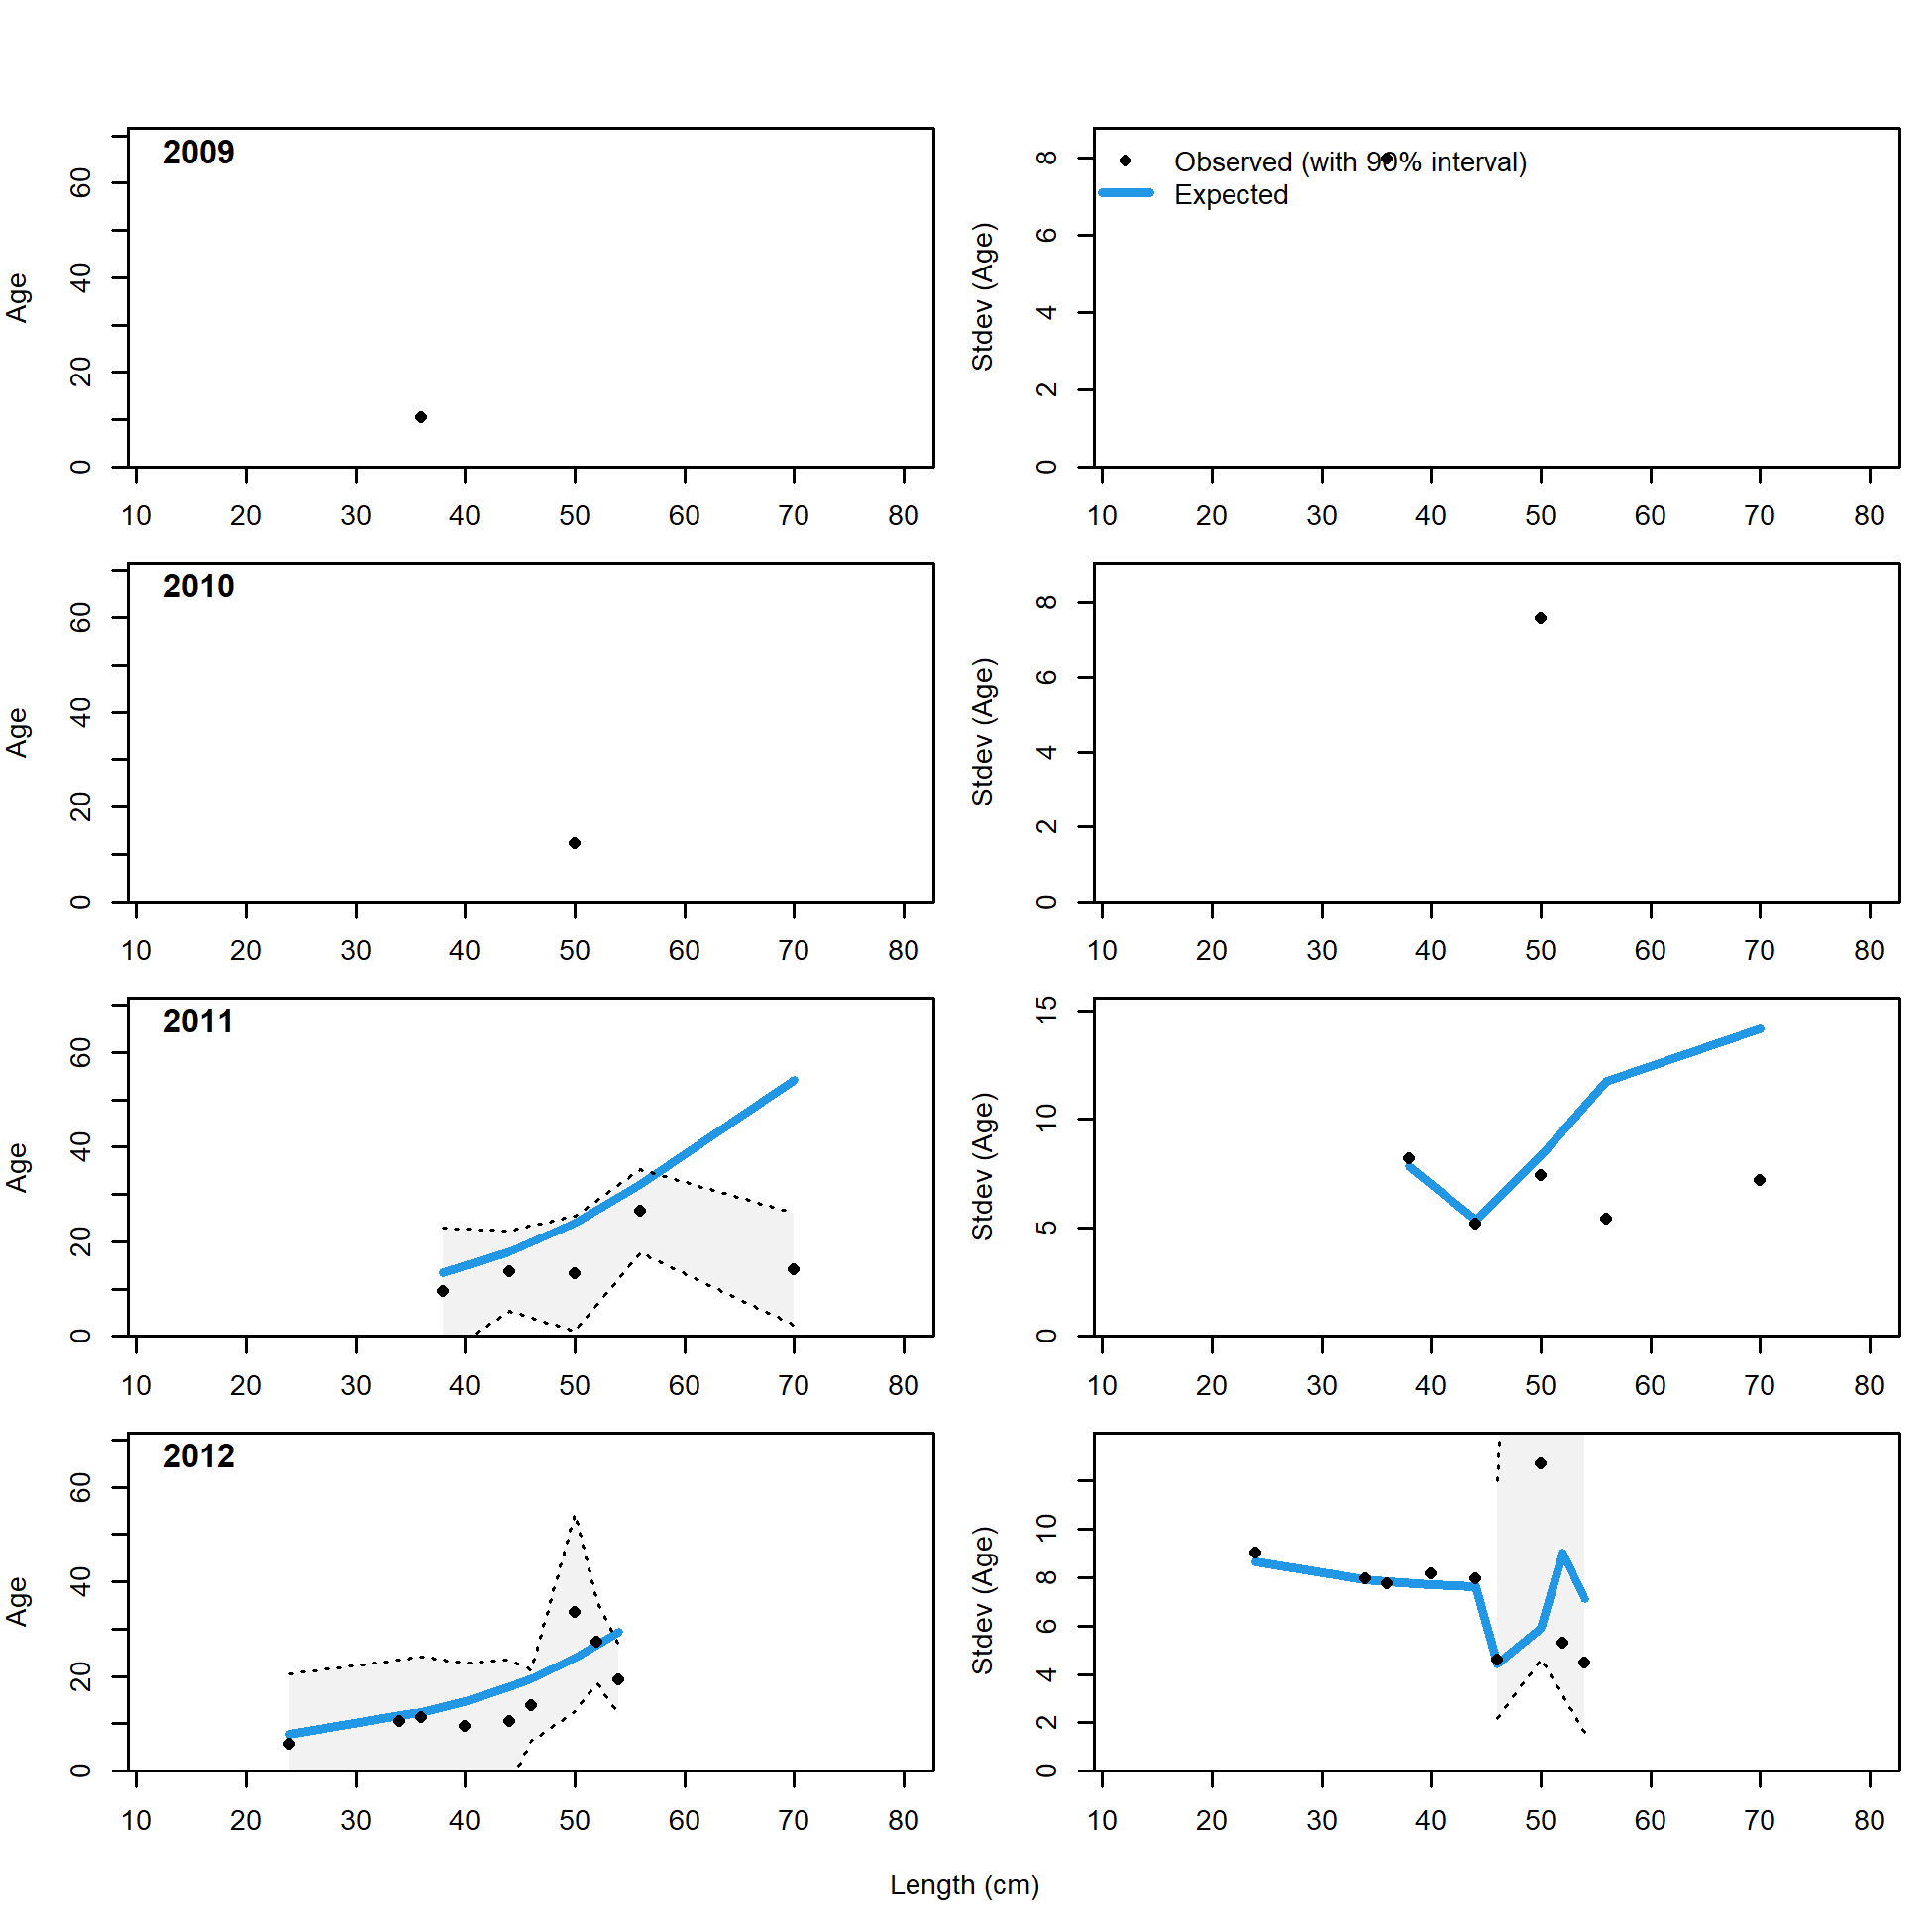 2009
Age
0 20 40 60
10 20 30 40 50 60 70 80
Observed (with 90% interval)
Expected
Stdev (Age)
0 2 4 6 8
10 20 30 40 50 60 70 80
2010
Age
0 20 40 60
10 20 30 40 50 60 70 80
Stdev (Age)
0 2 4 6 8
10 20 30 40 50 60 70 80
2011
Age
0 20 40 60
10 20 30 40 50 60 70 80
Stdev (Age)
0 5 10 15
10 20 30 40 50 60 70 80
2012
Age
0 20 40 60
10 20 30 40 50 60 70 80
Stdev (Age)
0 2 4 6 8 10
10 20 30 40 50 60 70 80
Length (cm)